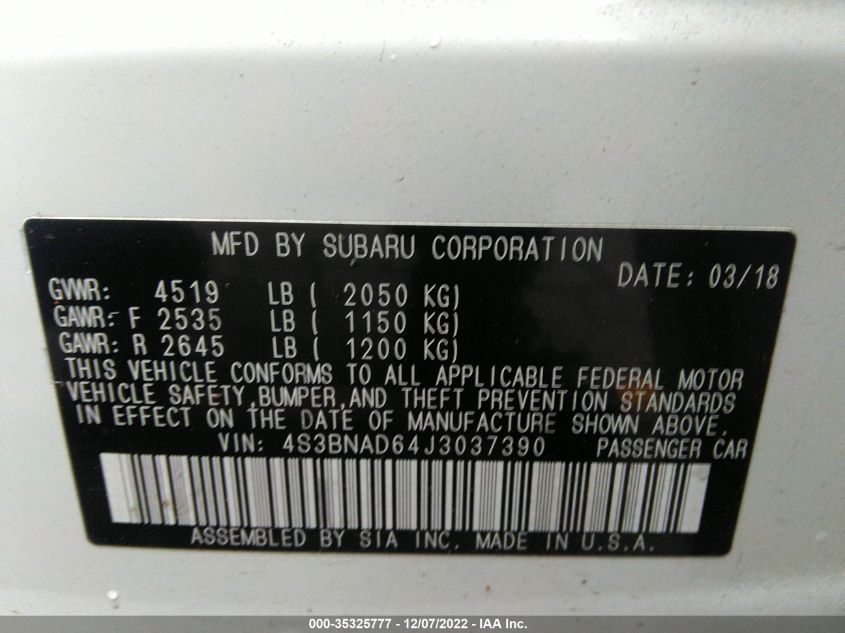 MFD BY SUBARU CORPORATION
DATE: 03/18
GVWR: 4519 LB ( 2050 KG)
GAWR: F 2535 LB ( 1150 KG)
GAWR: R 2645 LB ( 1200 KG)
THIS VEHICLE CONFORMS TO ALL APPLICABLE FEDERAL MOTOR
VEHICLE SAFETY,BUMPER,AND THEFT PREVENTION STANDARDS
IN EFFECT ON THE DATE OF MANUFACTURE SHOWN ABOVE.
VIN: 4S3BNAD64J3037390 PASSENGER CAR
ASSEMBLED BY SIA INC. MADE IN U.S.A.
000-35325777 - 12/07/2022 - IAA Inc.